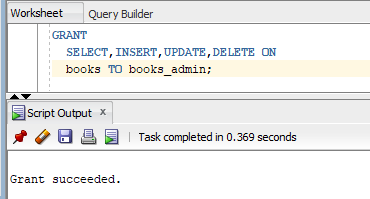 Worksheet Query Builder
GRANT
SELECT,INSERT,UPDATE,DELETE ON
books TO books_admin;
Script Output x
Task completed in 0.369 seconds
Grant succeeded.